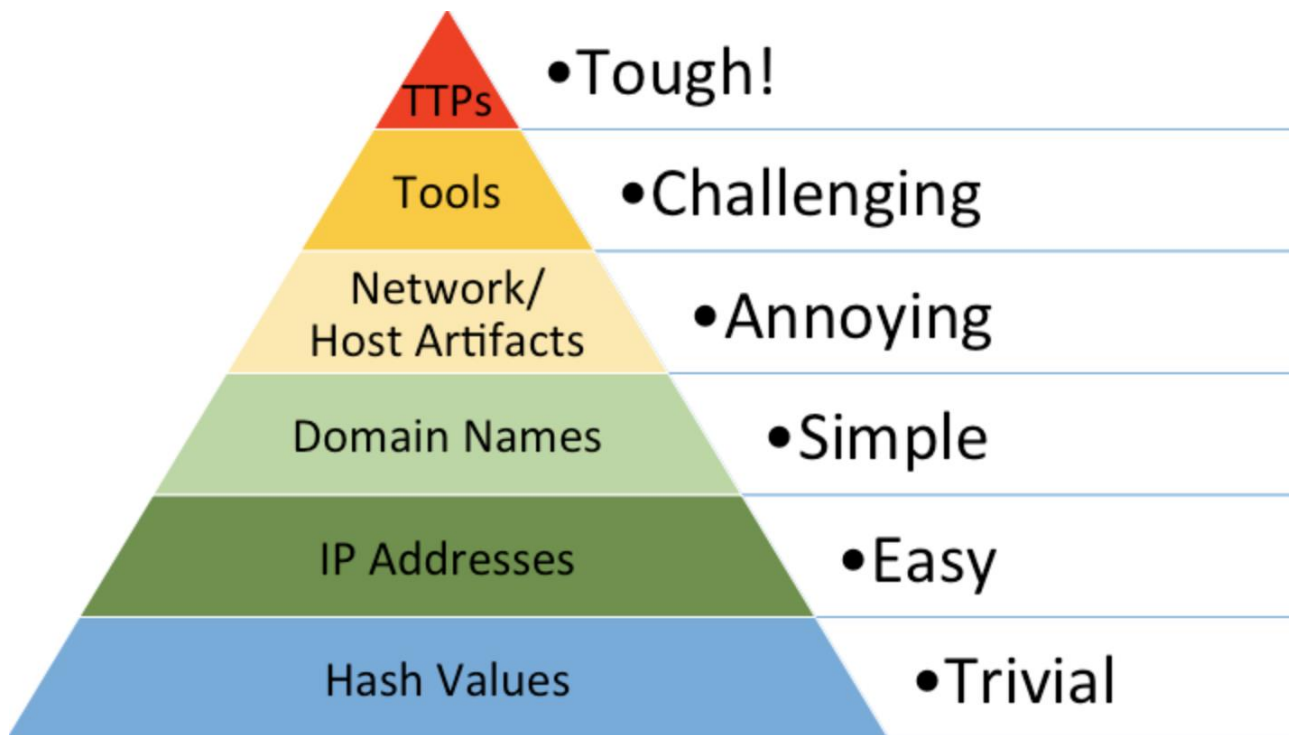 TTPs
•Tough!
Tools
•Challenging
Network/
Host Artifacts
•Annoying
Domain Names
•Simple
IP Addresses
•Easy
Hash Values
•Trivial